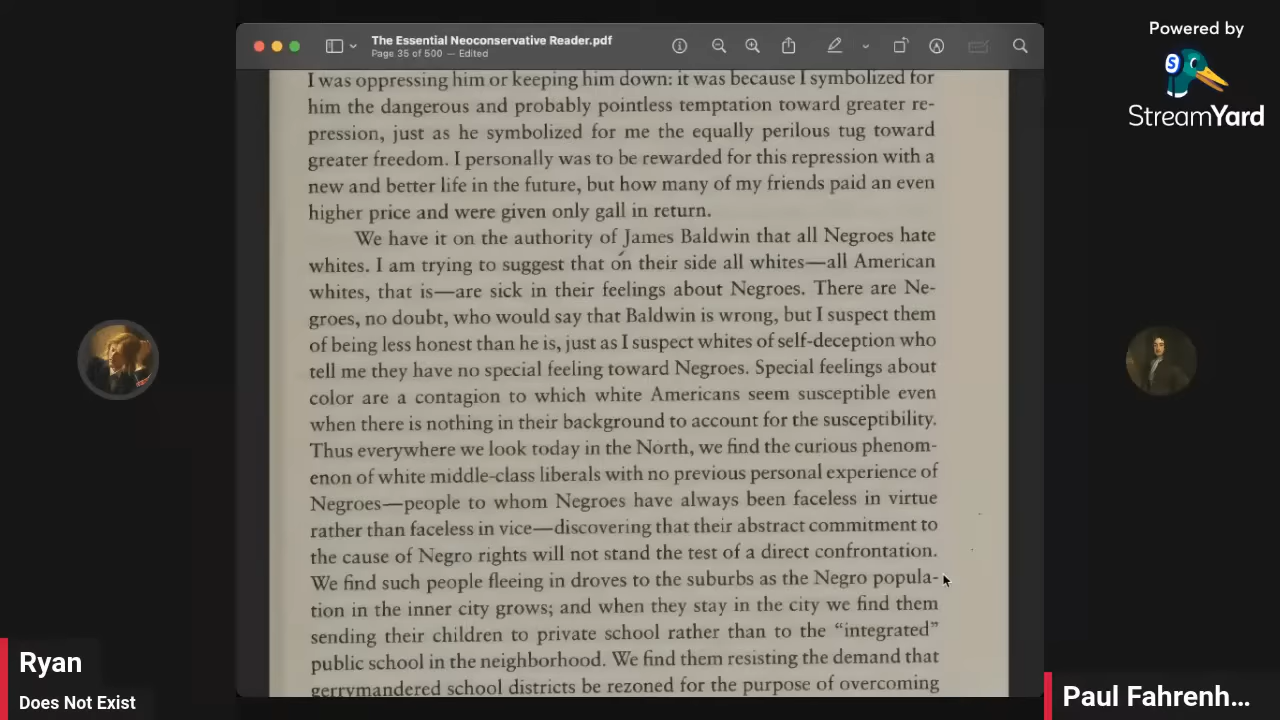 The Essential Neoconservative Reader.pdf
Page 35 of 500 — Edited
Powered by
S
StreamYard
I was oppressing him or keeping him down: it was because I symbolized for
him the dangerous and probably pointless temptation toward greater re-
pression, just as he symbolized for me the equally perilous tug toward
greater freedom. I personally was to be rewarded for this repression with a
new and better life in the future, but how many of my friends paid an even
higher price and were given only gall in return.
We have it on the authority of James Baldwin that all Negroes hate
whites. I am trying to suggest that on their side all whites—all American
whites, that is—are sick in their feelings about Negroes. There are Ne-
groes, no doubt, who would say that Baldwin is wrong, but I suspect them
of being less honest than he is, just as I suspect whites of self-deception who
tell me they have no special feeling toward Negroes. Special feelings about
color are a contagion to which white Americans seem susceptible even
when there is nothing in their background to account for the susceptibility.
Thus everywhere we look today in the North, we find the curious phenom-
enon of white middle-class liberals with no previous personal experience of
Negroes—people to whom Negroes have always been faceless in virtue
rather than faceless in vice—discovering that their abstract commitment to
the cause of Negro rights will not stand the test of a direct confrontation.
We find such people fleeing in droves to the suburbs as the Negro popula-
tion in the inner city grows; and when they stay in the city we find them
sending their children to private school rather than to the “integrated”
public school in the neighborhood. We find them resisting the demand that
gerrymandered school districts be rezoned for the purpose of overcoming
Ryan
Does Not Exist
Paul Fahrenh...